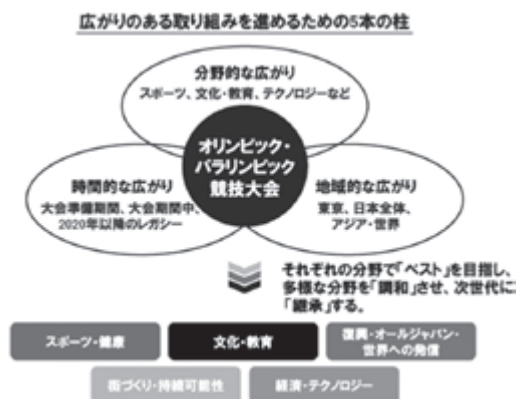 広がりのある取り組みを進めるための5本の柱
分野的な広がり
スポーツ、文化・教育、テクノロジーなど
オリンピック・
パラリンピック
競技大会
時間的な広がり
大会準備期間、大会期間中、
2020年以降のレガシー
地域的な広がり
東京、日本全体、
アジア・世界
それぞれの分野で「ベスト」を目指し、
多様な分野を「調和」させ、次世代に
「継承」する。
スポーツ・健康
文化・教育
復興・オールジャパン・
世界への発信
街づくり・持続可能性
経済・テクノロジー